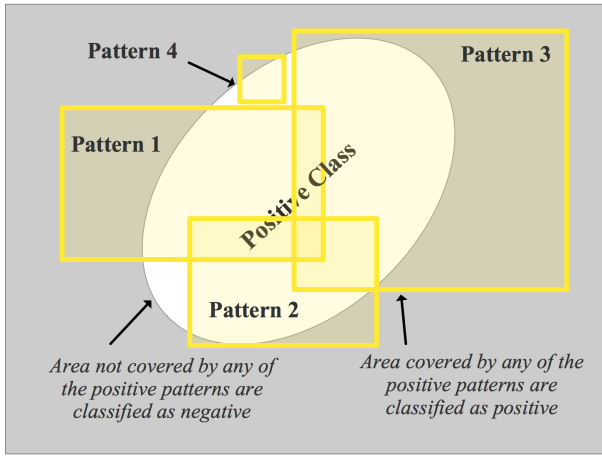 Pattern 4
Pattern 3
Pattern 1
Positive Class
Pattern 2
Area not covered by any of
the positive patterns are
classified as negative
Area covered by any of the
positive patterns are
classified as positive